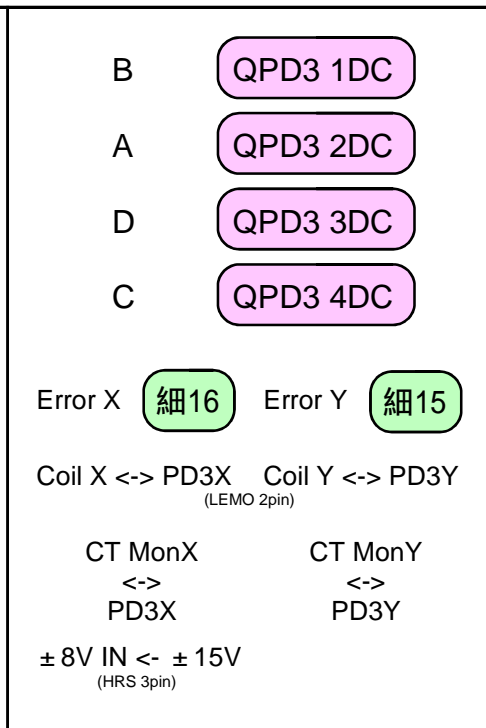 B QPD3 1DC
A QPD3 2DC
D QPD3 3DC
C QPD3 4DC
Error X 細16 Error Y 細15
Coil X <-> PD3X Coil Y <-> PD3Y
(LEMO 2pin)
CT MonX
<->
PD3X
CT MonY
<->
PD3Y
±8V IN <- ±15V
(HRS 3pin)